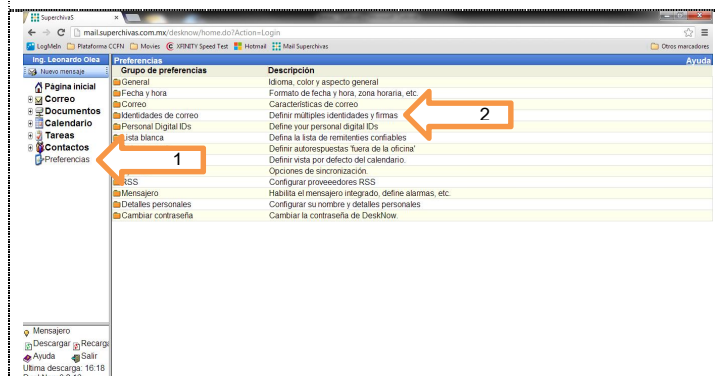 SuperchivaS
mail.superchivas.com.mx/desknow/home.do?Action=Login
LogMeIn Plataforma CCFN Movies XFINITY Speed Test Hotmail Mail Superchivas Otros marcadores
Ing. Leonardo Olea
Nuevo mensaje
Página inicial
Correo
Documentos
Calendario
Tareas
Contactos
Preferencias
1
Preferencias Ayuda
Grupo de preferencias Descripción
General Idioma, color y aspecto general
Fecha y hora Formato de fecha y hora, zona horaria, etc.
Correo Características de correo
Identidades de correo Definir múltiples identidades y firmas
2
Personal Digital IDs Define your personal digital IDs
Lista blanca Defina la lista de remitenties confiables
Definir autorespuestas 'fuera de la oficina'
Definir vista por defecto del calendario.
Opciones de sincronización.
RSS Configurar proveeedores RSS
Mensajero Habilita el mensajero integrado, define alarmas, etc.
Detalles personales Configurar su nombre y detalles personales
Cambiar contraseña Cambiar la contraseña de DeskNow.
Mensajero
Descargar Recarga
Ayuda Salir
Ultima descarga: 16:18